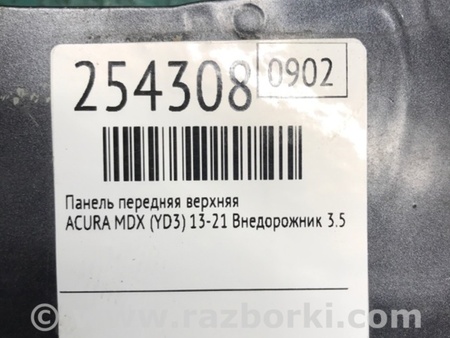 254308 0902
Панель передняя верхняя
ACURA MDX (YD3) 13-21 Внедорожник 3.5
© www.razborki.com